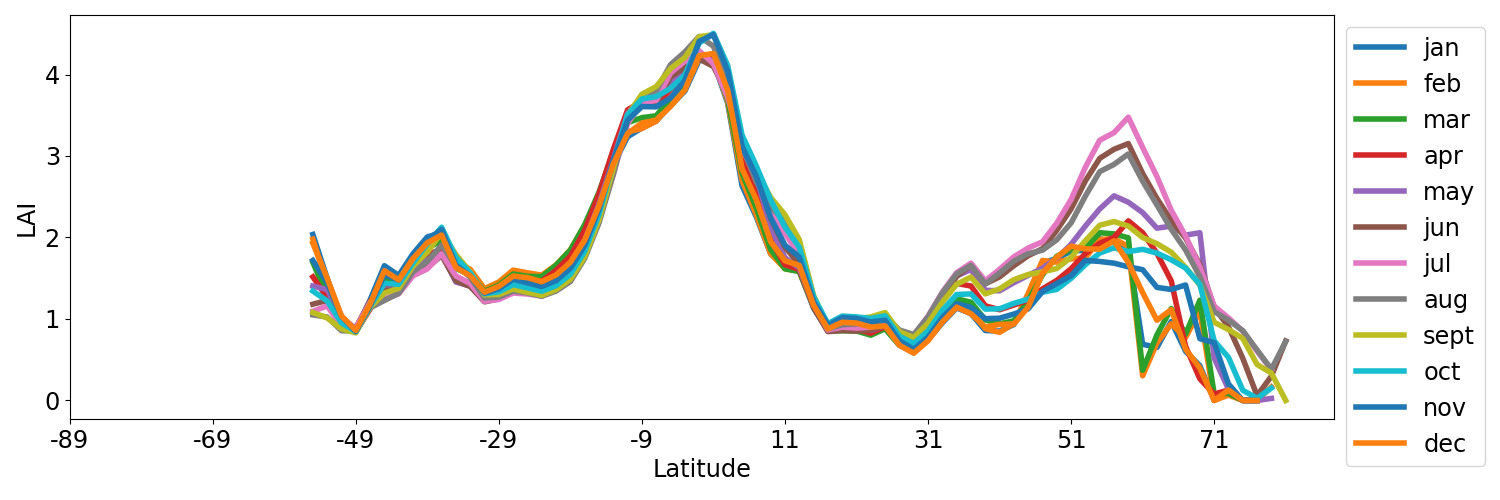 4
3
2
1
0
LAI
-89
-69
-49
-29
-9
11
31
51
71
Latitude
jan
feb
mar
apr
may
jun
jul
aug
sept
oct
nov
dec